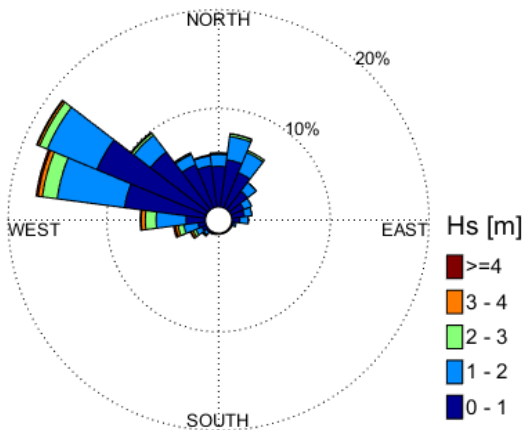 NORTH
20%
10%
WEST
EAST
SOUTH
Hs [m]
>=4
3 - 4
2 - 3
1 - 2
0 - 1